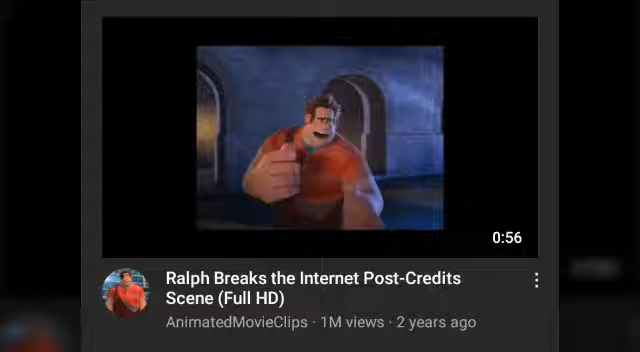 0:56
Ralph Breaks the Internet Post-Credits
Scene (Full HD)
AnimatedMovieClips · 1M views · 2 years ago